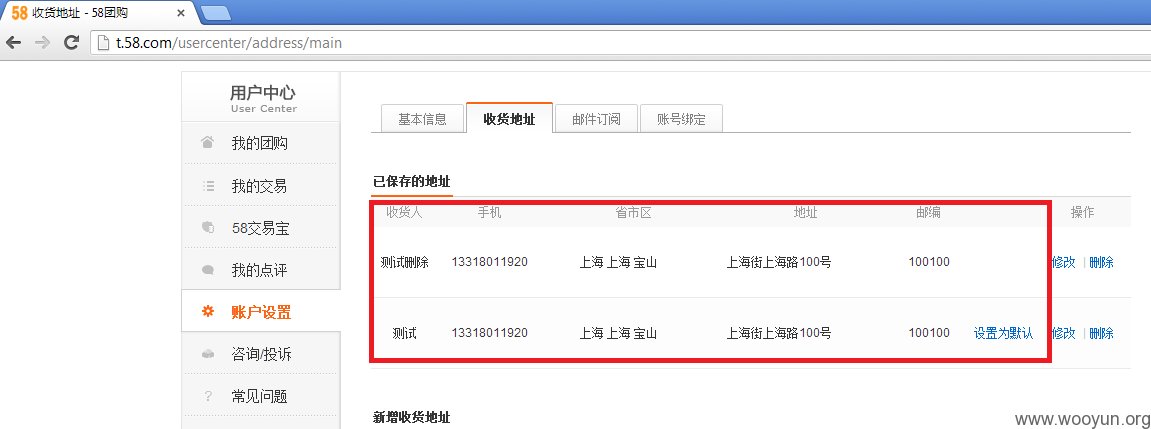 58 收货地址 - 58团购
t.58.com/usercenter/address/main
用户中心
User Center
基本信息 收货地址 邮件订阅 账号绑定
我的团购
我的交易
58交易宝
我的点评
账户设置
咨询/投诉
? 常见问题
已保存的地址
收货人 手机 省市区 地址 邮编 操作
测试删除 13318011920 上海 上海 宝山 上海街上海路100号 100100 修改 | 删除
测试 13318011920 上海 上海 宝山 上海街上海路100号 100100 设置为默认 修改 | 删除
新增收货地址
www.wooyun.org